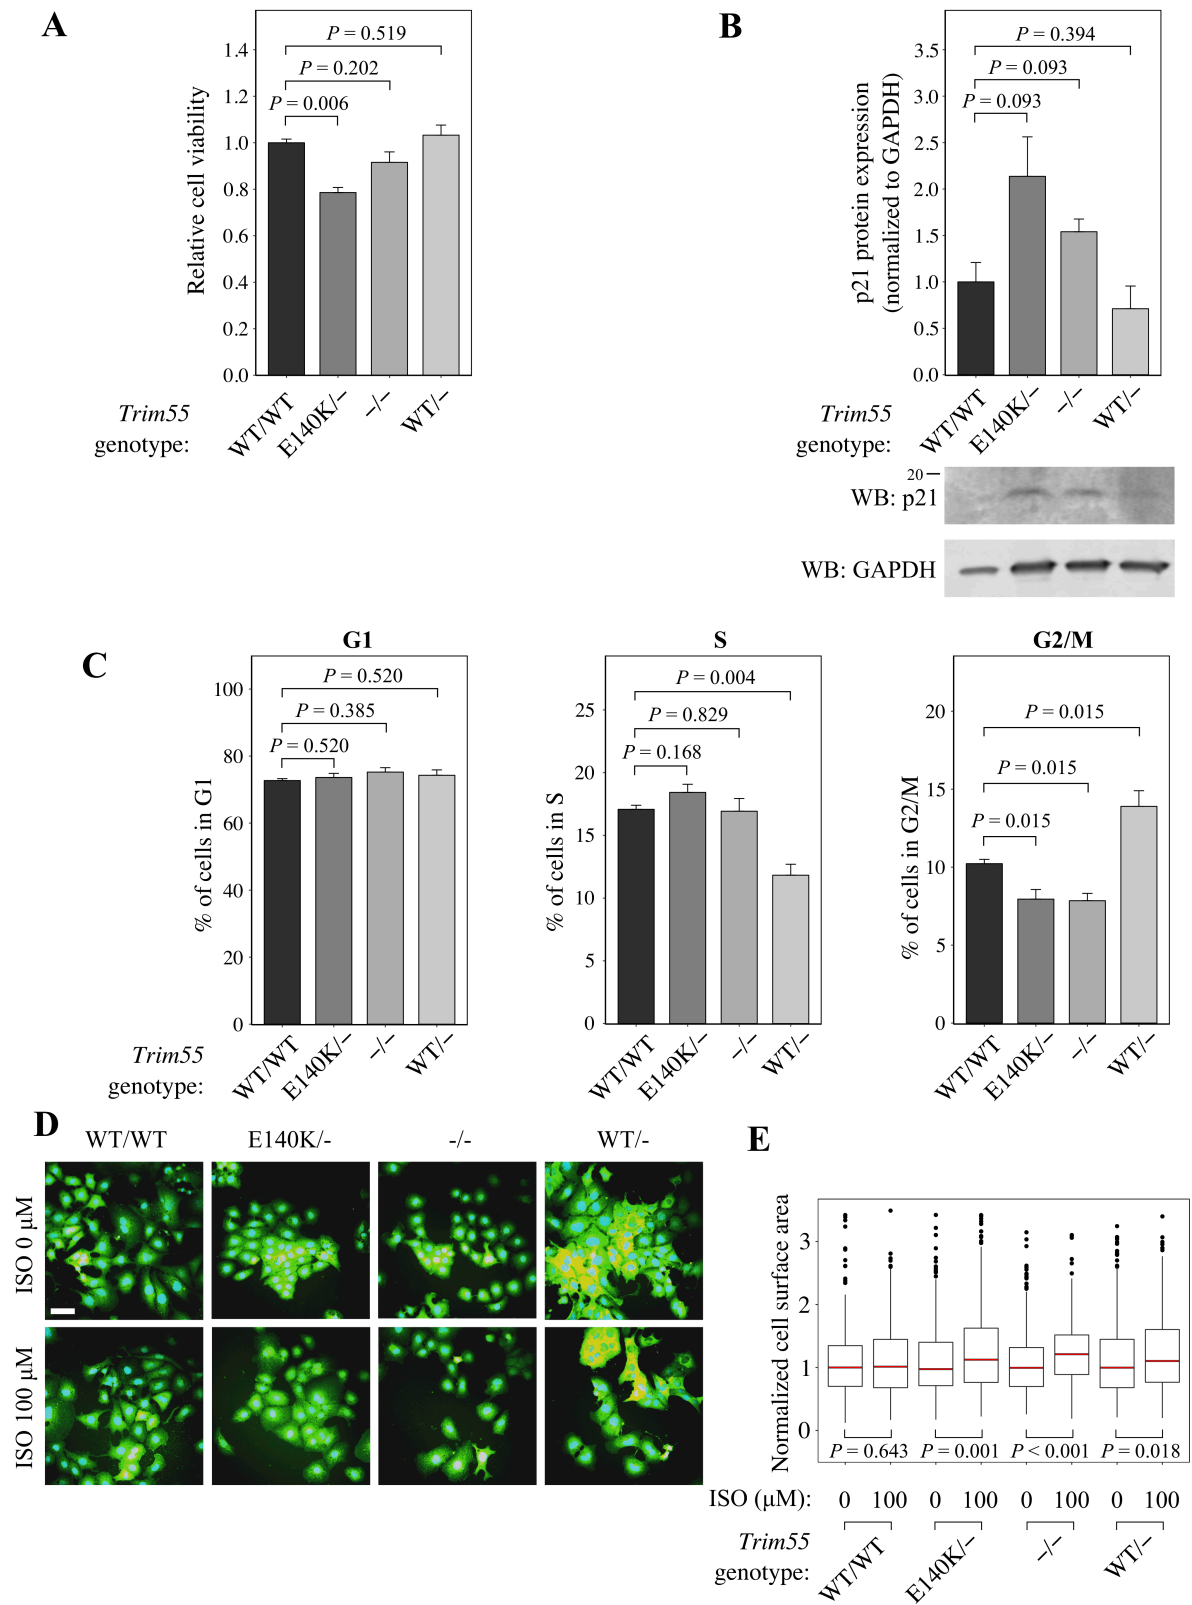 A
Relative cell viability
1.4
1.2
1.0
0.8
0.6
0.4
0.2
0.0
P = 0.519
P = 0.202
P = 0.006
Trim55
genotype:
WT/WT
E140K/−
−/−
WT/−
B
p21 protein expression
(normalized to GAPDH)
3.5
3.0
2.5
2.0
1.5
1.0
0.5
0.0
P = 0.394
P = 0.093
P = 0.093
Trim55
genotype:
WT/WT
E140K/−
−/−
WT/−
20
WB: p21
WB: GAPDH
C
G1
% of cells in G1
100
80
60
40
20
0
P = 0.520
P = 0.385
P = 0.520
Trim55
genotype:
WT/WT
E140K/−
−/−
WT/−
S
% of cells in S
25
20
15
10
5
0
P = 0.004
P = 0.829
P = 0.168
WT/WT
E140K/−
−/−
WT/−
G2/M
% of cells in G2/M
20
15
10
5
0
P = 0.015
P = 0.015
P = 0.015
WT/WT
E140K/−
−/−
WT/−
D
WT/WT
E140K/-
-/-
WT/-
ISO 0 µM
ISO 100 µM
E
Normalized cell surface area
3
2
1
0
P = 0.643
P = 0.001
P < 0.001
P = 0.018
ISO (µM):
0 100 0 100 0 100 0 100
Trim55
genotype:
WT/WT
E140K/−
−/−
WT/−